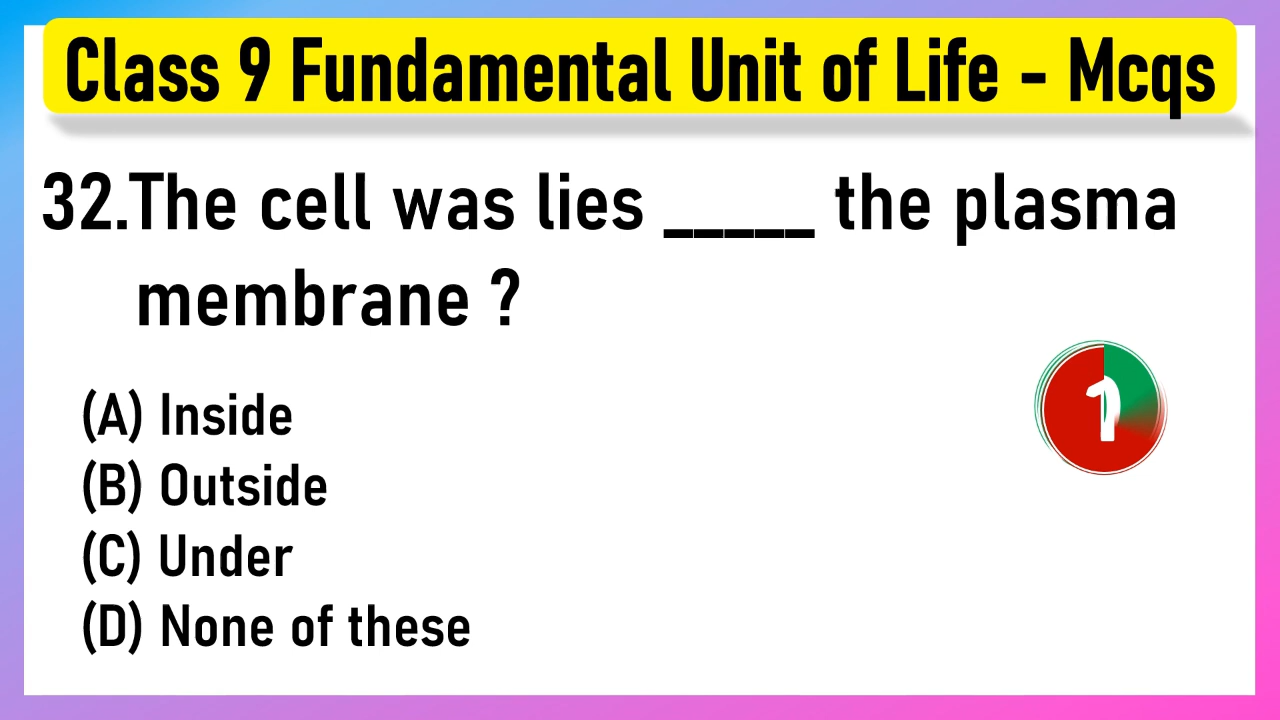 Class 9 Fundamental Unit of Life - Mcqs
32.The cell was lies _____ the plasma
membrane ?
(A) Inside
(B) Outside
(C) Under
(D) None of these
1